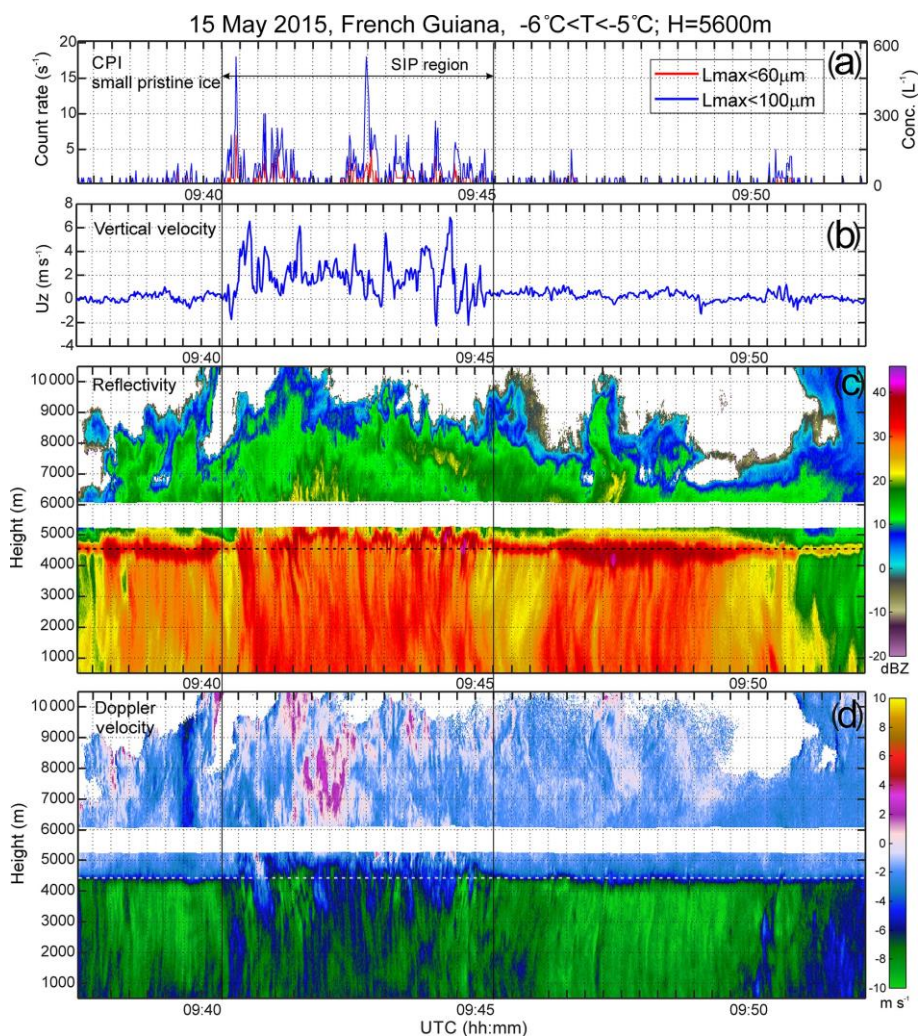 15 May 2015, French Guiana, -6°C<T<-5°C; H=5600m
CPI
small pristine ice
SIP region
(a)
Lmax<60μm
Lmax<100μm
Count rate (s⁻¹)
20
15
10
5
Conc. (L⁻¹)
600
300
0
09:40 09:45 09:50
Vertical velocity
(b)
Uz (m s⁻¹)
8
6
4
2
0
-2
-4
09:40 09:45 09:50
Reflectivity
(c)
Height (m)
10000
9000
8000
7000
6000
5000
4000
3000
2000
1000
40
30
20
10
0
-10
-20
dBZ
09:40 09:45 09:50
Doppler
velocity
(d)
Height (m)
10000
9000
8000
7000
6000
5000
4000
3000
2000
1000
10
8
6
4
2
0
-2
-4
-6
-8
-10
m s⁻¹
09:40 09:45 09:50
UTC (hh:mm)